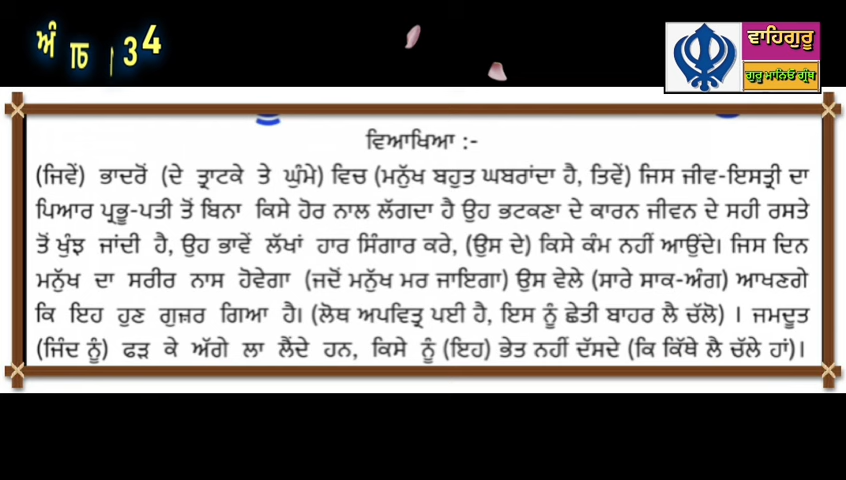 ਅੰ ਗ 134
ਵਾਹਿਗੁਰੂ
ਗੁਰੂ ਮਾਨਿਓ ਗ੍ਰੰਥ
ਵਿਆਖਿਆ :-
(ਜਿਵੇਂ) ਭਾਦਰੋਂ (ਦੇ ਤ੍ਰਾਟਕੇ ਤੇ ਘੁੰਮੇ) ਵਿਚ (ਮਨੁੱਖ ਬਹੁਤ ਘਬਰਾਂਦਾ ਹੈ, ਤਿਵੇਂ) ਜਿਸ ਜੀਵ-ਇਸਤ੍ਰੀ ਦਾ
ਪਿਆਰ ਪ੍ਰਭੂ-ਪਤੀ ਤੋਂ ਬਿਨਾ ਕਿਸੇ ਹੋਰ ਨਾਲ ਲੱਗਦਾ ਹੈ ਉਹ ਭਟਕਣਾ ਦੇ ਕਾਰਨ ਜੀਵਨ ਦੇ ਸਹੀ ਰਸਤੇ
ਤੋਂ ਖੁੰਝ ਜਾਂਦੀ ਹੈ, ਉਹ ਭਾਵੇਂ ਲੱਖਾਂ ਹਾਰ ਸਿੰਗਾਰ ਕਰੇ, (ਉਸ ਦੇ) ਕਿਸੇ ਕੰਮ ਨਹੀਂ ਆਉਂਦੇ। ਜਿਸ ਦਿਨ
ਮਨੁੱਖ ਦਾ ਸਰੀਰ ਨਾਸ ਹੋਵੇਗਾ (ਜਦੋਂ ਮਨੁੱਖ ਮਰ ਜਾਇਗਾ) ਉਸ ਵੇਲੇ (ਸਾਰੇ ਸਾਕ-ਅੰਗ) ਆਖਣਗੇ
ਕਿ ਇਹ ਹੁਣ ਗੁਜ਼ਰ ਗਿਆ ਹੈ। (ਲੋਥ ਅਪਵਿਤ੍ਰ ਪਈ ਹੈ, ਇਸ ਨੂੰ ਛੇਤੀ ਬਾਹਰ ਲੈ ਚੱਲੋ) । ਜਮਦੂਤ
(ਜਿੰਦ ਨੂੰ) ਫੜ ਕੇ ਅੱਗੇ ਲਾ ਲੈਂਦੇ ਹਨ, ਕਿਸੇ ਨੂੰ (ਇਹ) ਭੇਤ ਨਹੀਂ ਦੱਸਦੇ (ਕਿ ਕਿੱਥੇ ਲੈ ਚੱਲੇ ਹਾਂ)।